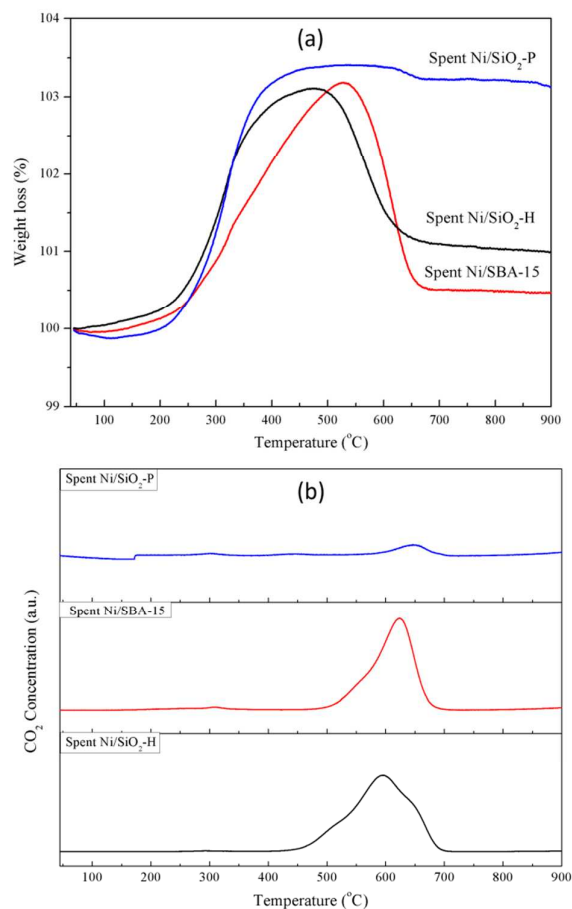 (a)
104
103
102
101
100
99
Weight loss (%)
Spent Ni/SiO₂-P
Spent Ni/SiO₂-H
Spent Ni/SBA-15
100 200 300 400 500 600 700 800 900
Temperature (°C)
(b)
Spent Ni/SiO₂-P
Spent Ni/SBA-15
Spent Ni/SiO₂-H
CO₂ Concentration (a.u.)
100 200 300 400 500 600 700 800 900
Temperature (°C)